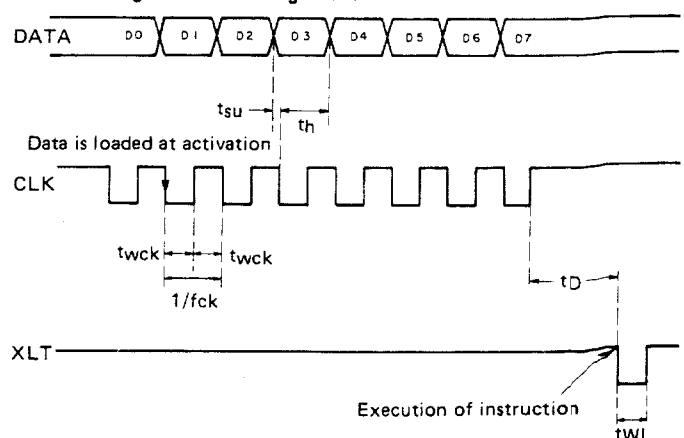 DATA D0 D1 D2 D3 D4 D5 D6 D7
tsu th
Data is loaded at activation
CLK
twck twck
1/fck
tD
XLT
Execution of instruction